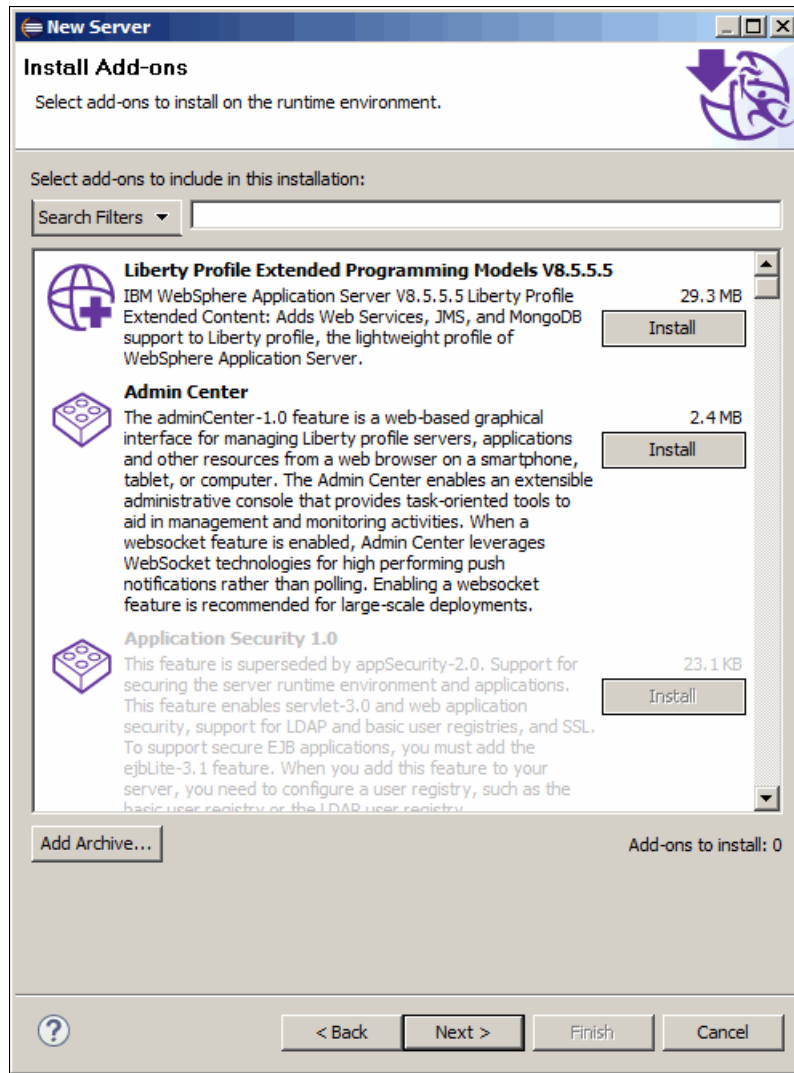 New Server
Install Add-ons
Select add-ons to install on the runtime environment.
Select add-ons to include in this installation:
Search Filters
Liberty Profile Extended Programming Models V8.5.5.5
IBM WebSphere Application Server V8.5.5.5 Liberty Profile
Extended Content: Adds Web Services, JMS, and MongoDB
support to Liberty profile, the lightweight profile of
WebSphere Application Server.
29.3 MB
Install
Admin Center
The adminCenter-1.0 feature is a web-based graphical
interface for managing Liberty profile servers, applications
and other resources from a web browser on a smartphone,
tablet, or computer. The Admin Center enables an extensible
administrative console that provides task-oriented tools to
aid in management and monitoring activities. When a
websocket feature is enabled, Admin Center leverages
WebSocket technologies for high performing push
notifications rather than polling. Enabling a websocket
feature is recommended for large-scale deployments.
2.4 MB
Install
Application Security 1.0
This feature is superseded by appSecurity-2.0. Support for
securing the server runtime environment and applications.
This feature enables servlet-3.0 and web application
security, support for LDAP and basic user registries, and SSL.
To support secure EJB applications, you must add the
ejbLite-3.1 feature. When you add this feature to your
server, you need to configure a user registry, such as the
basic user registry or the LDAP user registry.
23.1 KB
Install
Add Archive...
Add-ons to install: 0
?
< Back
Next >
Finish
Cancel